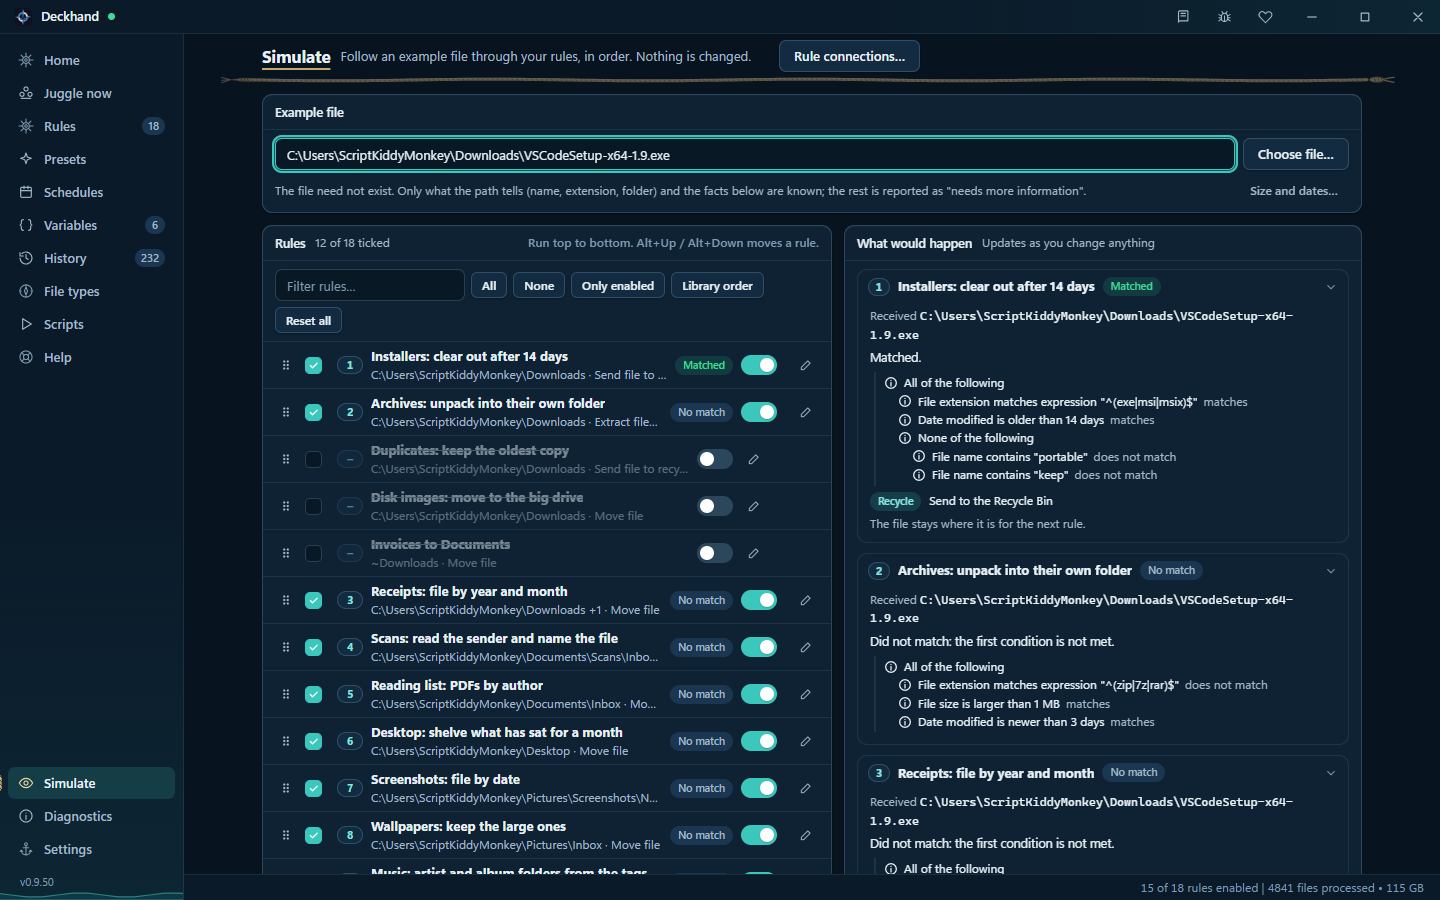 Deckhand
Home
Juggle now
Rules 18
Presets
Schedules
Variables 6
History 232
File types
Scripts
Help
Simulate
Diagnostics
Settings
v0.9.50
Simulate Follow an example file through your rules, in order. Nothing is changed. Rule connections...
Example file
C:\Users\ScriptKiddyMonkey\Downloads\VSCodeSetup-x64-1.9.exe Choose file...
The file need not exist. Only what the path tells (name, extension, folder) and the facts below are known; the rest is reported as "needs more information". Size and dates...
Rules 12 of 18 ticked Run top to bottom. Alt+Up / Alt+Down moves a rule.
Filter rules... All None Only enabled Library order
Reset all
1 Installers: clear out after 14 days Matched
C:\Users\ScriptKiddyMonkey\Downloads · Send file to ...
2 Archives: unpack into their own folder No match
C:\Users\ScriptKiddyMonkey\Downloads · Extract file...
– Duplicates: keep the oldest copy
C:\Users\ScriptKiddyMonkey\Downloads · Send file to recy...
– Disk images: move to the big drive
C:\Users\ScriptKiddyMonkey\Downloads · Move file
– Invoices to Documents
~Downloads · Move file
3 Receipts: file by year and month No match
C:\Users\ScriptKiddyMonkey\Downloads +1 · Move file
4 Scans: read the sender and name the file No match
C:\Users\ScriptKiddyMonkey\Documents\Scans\Inbo...
5 Reading list: PDFs by author No match
C:\Users\ScriptKiddyMonkey\Documents\Inbox · Mo...
6 Desktop: shelve what has sat for a month No match
C:\Users\ScriptKiddyMonkey\Desktop · Move file
7 Screenshots: file by date No match
C:\Users\ScriptKiddyMonkey\Pictures\Screenshots\N...
8 Wallpapers: keep the large ones No match
C:\Users\ScriptKiddyMonkey\Pictures\Inbox · Move file
Music: artist and album folders from the tags
What would happen Updates as you change anything
1 Installers: clear out after 14 days Matched
Received C:\Users\ScriptKiddyMonkey\Downloads\VSCodeSetup-x64-
1.9.exe
Matched.
All of the following
File extension matches expression "^(exe|msi|msix)$" matches
Date modified is older than 14 days matches
None of the following
File name contains "portable" does not match
File name contains "keep" does not match
Recycle Send to the Recycle Bin
The file stays where it is for the next rule.
2 Archives: unpack into their own folder No match
Received C:\Users\ScriptKiddyMonkey\Downloads\VSCodeSetup-x64-
1.9.exe
Did not match: the first condition is not met.
All of the following
File extension matches expression "^(zip|7z|rar)$" does not match
File size is larger than 1 MB matches
Date modified is newer than 3 days matches
3 Receipts: file by year and month No match
Received C:\Users\ScriptKiddyMonkey\Downloads\VSCodeSetup-x64-
1.9.exe
Did not match: the first condition is not met.
All of the following
15 of 18 rules enabled | 4841 files processed • 115 GB